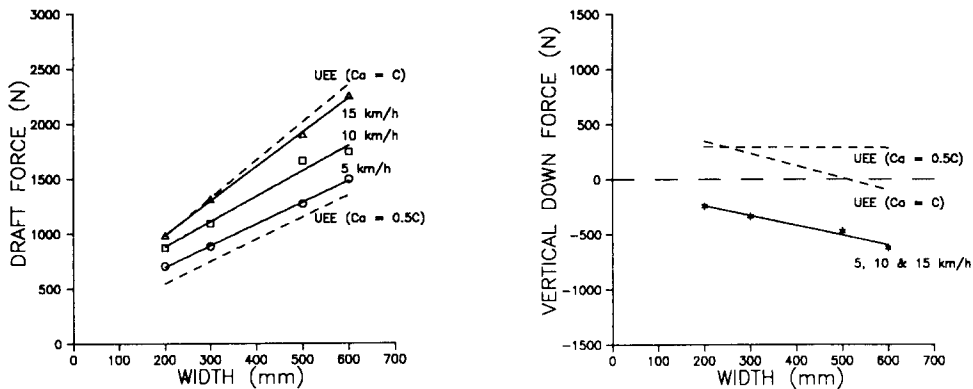 3000
2500
2000
1500
1000
500
0
DRAFT FORCE (N)
UEE (Ca = C)
15 km/h
10 km/h
5 km/h
UEE (Ca = 0.5C)
0 100 200 300 400 500 600 700
WIDTH (mm)
1500
1000
500
0
-500
-1000
-1500
VERTICAL DOWN FORCE (N)
UEE (Ca = 0.5C)
UEE (Ca = C)
5, 10 & 15 km/h
0 100 200 300 400 500 600 700
WIDTH (mm)